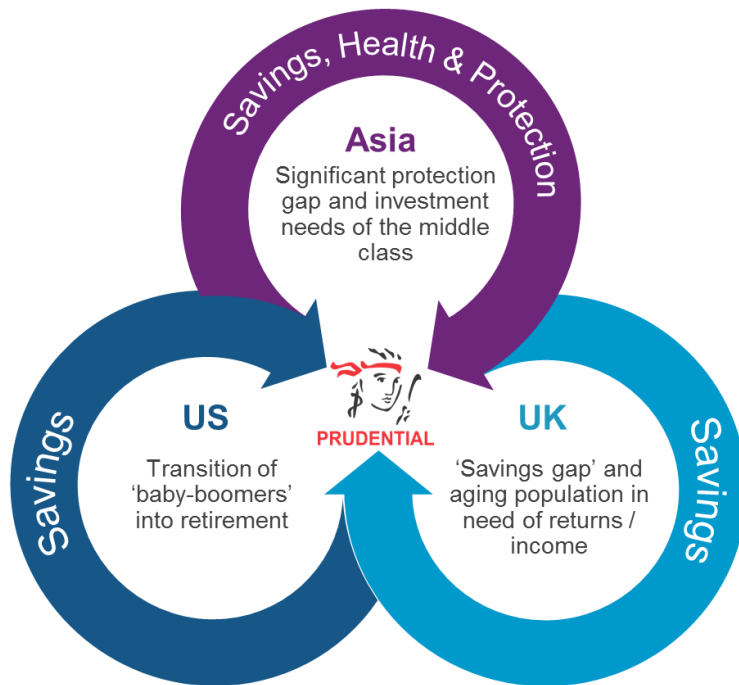 Savings, Health & Protection
Asia
Significant protection
gap and investment
needs of the middle
class
Savings
US
Transition of
‘baby-boomers’
into retirement
PRUDENTIAL
UK
‘Savings gap’ and
aging population in
need of returns /
income
Savings